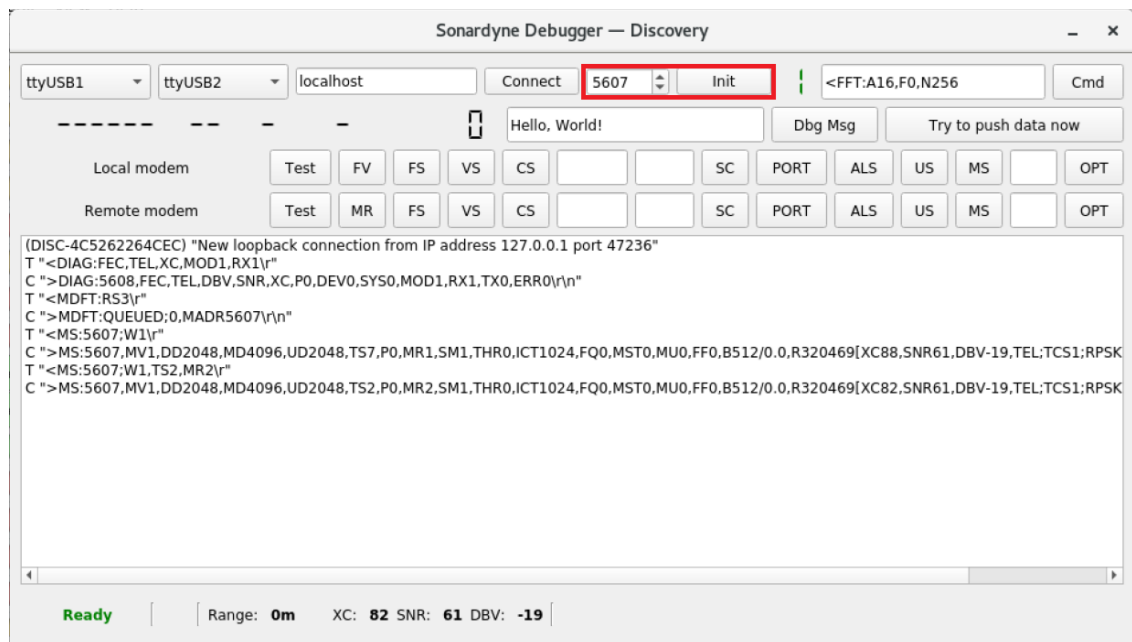 Sonardyne Debugger — Discovery
ttyUSB1 ttyUSB2 localhost Connect 5607 Init <FFT:A16,F0,N256 Cmd
------ -- - - 0 Hello, World! Dbg Msg Try to push data now
Local modem Test FV FS VS CS SC PORT ALS US MS OPT
Remote modem Test MR FS VS CS SC PORT ALS US MS OPT
(DISC-4C5262264CEC) "New loopback connection from IP address 127.0.0.1 port 47236"
T "<DIAG:FEC,TEL,XC,MOD1,RX1\r"
C ">DIAG:5608,FEC,TEL,DBV,SNR,XC,P0,DEV0,SYS0,MOD1,RX1,TX0,ERR0\r\n"
T "<MDFT:RS3\r"
C ">MDFT:QUEUED;0,MADR5607\r\n"
T "<MS:5607;W1\r"
C ">MS:5607,MV1,DD2048,MD4096,UD2048,TS7,P0,MR1,SM1,THR0,ICT1024,FQ0,MST0,MU0,FF0,B512/0.0,R320469[XC88,SNR61,DBV-19,TEL;TCS1;RPSK
T "<MS:5607;W1,TS2,MR2\r"
C ">MS:5607,MV1,DD2048,MD4096,UD2048,TS2,P0,MR2,SM1,THR0,ICT1024,FQ0,MST0,MU0,FF0,B512/0.0,R320469[XC82,SNR61,DBV-19,TEL;TCS1;RPSK
Ready Range: 0m XC: 82 SNR: 61 DBV: -19